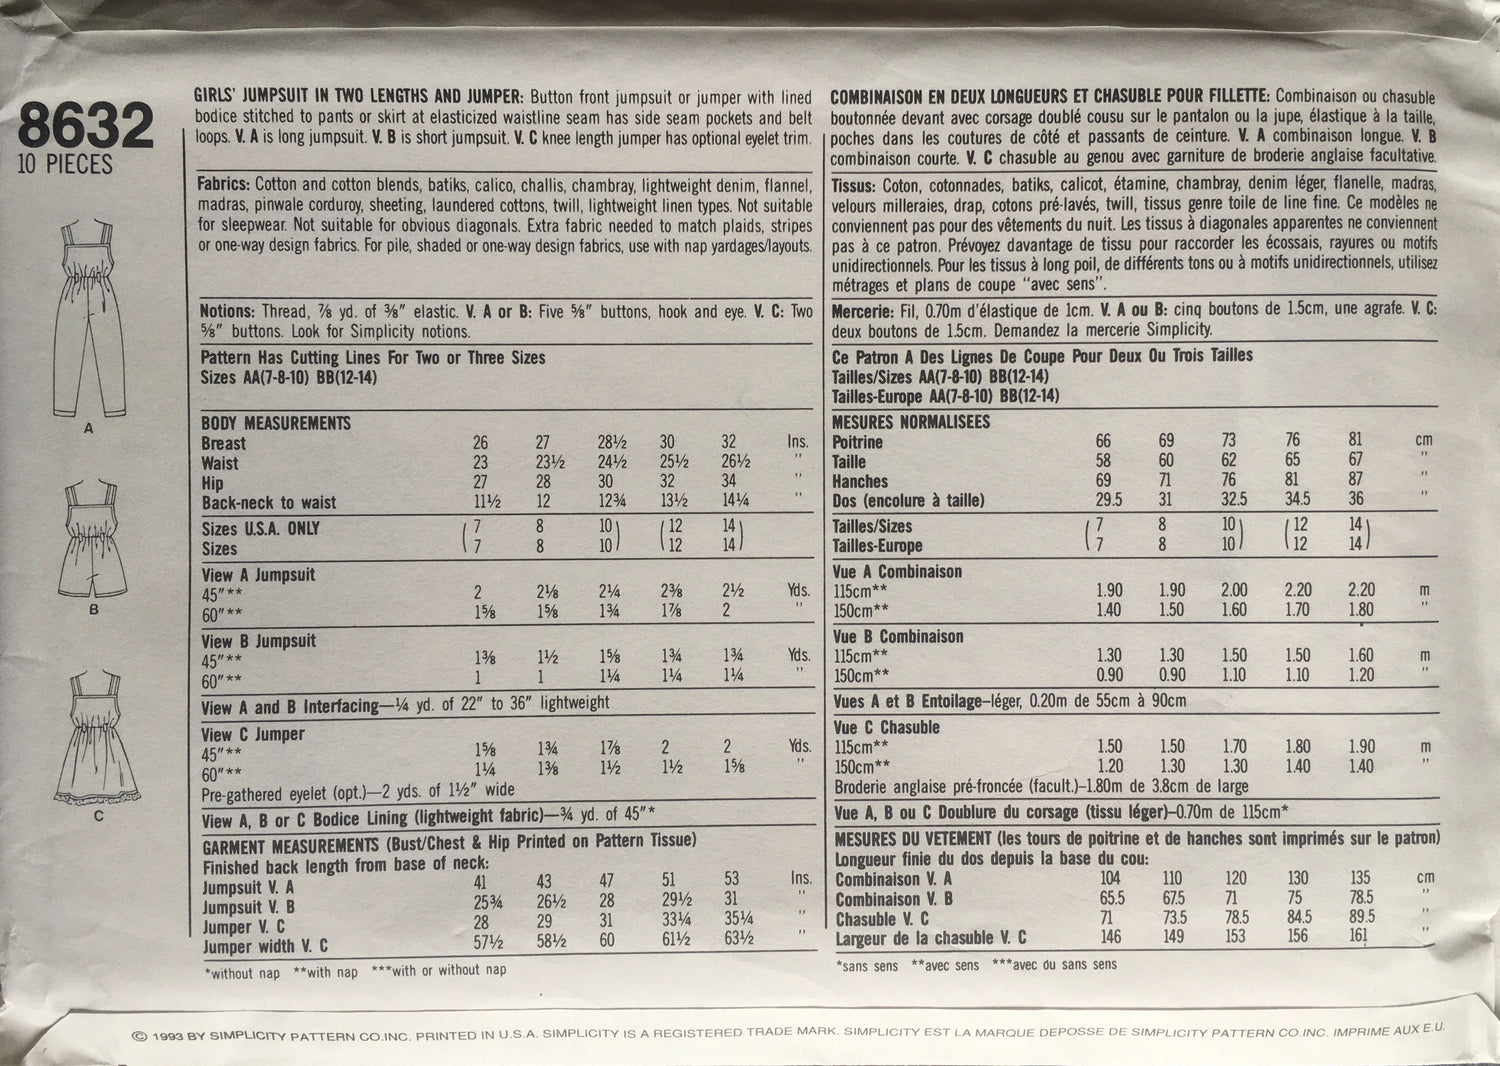 8632
10 PIECES
A
B
C
GIRLS' JUMPSUIT IN TWO LENGTHS AND JUMPER: Button front jumpsuit or jumper with lined
bodice stitched to pants or skirt at elasticized waistline seam has side seam pockets and belt
loops. V. A is long jumpsuit. V. B is short jumpsuit. V. C knee length jumper has optional eyelet trim.
Fabrics: Cotton and cotton blends, batiks, calico, challis, chambray, lightweight denim, flannel,
madras, pinwale corduroy, sheeting, laundered cottons, twill, lightweight linen types. Not suitable
for sleepwear. Not suitable for obvious diagonals. Extra fabric needed to match plaids, stripes
or one-way design fabrics. For pile, shaded or one-way design fabrics, use with nap yardages/layouts.
Notions: Thread, ⅞ yd. of ⅜" elastic. V. A or B: Five ⅝" buttons, hook and eye. V. C: Two
⅝" buttons. Look for Simplicity notions.
Pattern Has Cutting Lines For Two or Three Sizes
Sizes AA(7-8-10) BB(12-14)
BODY MEASUREMENTS
Breast 26 27 28½ 30 32 Ins.
Waist 23 23½ 24½ 25½ 26½ "
Hip 27 28 30 32 34 "
Back-neck to waist 11½ 12 12¾ 13½ 14¼ "
Sizes U.S.A. ONLY (7 8 10) (12 14)
Sizes (7 8 10) (12 14)
View A Jumpsuit
45"** 2 2⅛ 2¼ 2⅜ 2½ Yds.
60"** 1⅝ 1⅝ 1¾ 1⅞ 2 "
View B Jumpsuit
45"** 1⅜ 1½ 1⅝ 1¾ 1¾ Yds.
60"** 1 1 1¼ 1¼ 1¼ "
View A and B Interfacing—¼ yd. of 22" to 36" lightweight
View C Jumper
45"** 1⅝ 1¾ 1⅞ 2 2 Yds.
60"** 1¼ 1⅜ 1½ 1½ 1⅝ "
Pre-gathered eyelet (opt.)—2 yds. of 1½" wide
View A, B or C Bodice Lining (lightweight fabric)—¾ yd. of 45"*
GARMENT MEASUREMENTS (Bust/Chest & Hip Printed on Pattern Tissue)
Finished back length from base of neck:
Jumpsuit V. A 41 43 47 51 53 Ins.
Jumpsuit V. B 25¾ 26½ 28 29½ 31 "
Jumper V. C 28 29 31 33¼ 35¼ "
Jumper width V. C 57½ 58½ 60 61½ 63½ "
*without nap **with nap ***with or without nap
COMBINAISON EN DEUX LONGUEURS ET CHASUBLE POUR FILLETTE: Combinaison ou chasuble
boutonnée devant avec corsage doublé cousu sur le pantalon ou la jupe, élastique à la taille,
poches dans les coutures de côté et passants de ceinture. V. A combinaison longue. V. B
combinaison courte. V. C chasuble au genou avec garniture de broderie anglaise facultative.
Tissus: Coton, cotonnades, batiks, calicot, étamine, chambray, denim léger, flanelle, madras,
velours milleraies, drap, cotons pré-lavés, twill, tissus genre toile de line fine. Ce modèles ne
conviennent pas pour des vêtements du nuit. Les tissus à diagonales apparentes ne conviennent
pas à ce patron. Prévoyez davantage de tissu pour raccorder les écossais, rayures ou motifs
unidirectionnels. Pour les tissus à long poil, de différents tons ou à motifs unidirectionnels, utilisez
métrages et plans de coupe "avec sens".
Mercerie: Fil, 0.70m d'élastique de 1cm. V. A ou B: cinq boutons de 1.5cm, une agrafe. V. C:
deux boutons de 1.5cm. Demandez la mercerie Simplicity.
Ce Patron A Des Lignes De Coupe Pour Deux Ou Trois Tailles
Tailles/Sizes AA(7-8-10) BB(12-14)
Tailles-Europe AA(7-8-10) BB(12-14)
MESURES NORMALISEES
Poitrine 66 69 73 76 81 cm
Taille 58 60 62 65 67 "
Hanches 69 71 76 81 87 "
Dos (encolure à taille) 29.5 31 32.5 34.5 36 "
Tailles/Sizes (7 8 10) (12 14)
Tailles-Europe (7 8 10) (12 14)
Vue A Combinaison
115cm** 1.90 1.90 2.00 2.20 2.20 m
150cm** 1.40 1.50 1.60 1.70 1.80 "
Vue B Combinaison
115cm** 1.30 1.30 1.50 1.50 1.60 m
150cm** 0.90 0.90 1.10 1.10 1.20 "
Vues A et B Entoilage—léger, 0.20m de 55cm à 90cm
Vue C Chasuble
115cm** 1.50 1.50 1.70 1.80 1.90 m
150cm** 1.20 1.30 1.30 1.40 1.40 "
Broderie anglaise pré-froncée (facult.)—1.80m de 3.8cm de large
Vue A, B ou C Doublure du corsage (tissu léger)—0.70m de 115cm*
MESURES DU VETEMENT (les tours de poitrine et de hanches sont imprimés sur le patron)
Longueur finie du dos depuis la base du cou:
Combinaison V. A 104 110 120 130 135 cm
Combinaison V. B 65.5 67.5 71 75 78.5 "
Chasuble V. C 71 73.5 78.5 84.5 89.5 "
Largeur de la chasuble V. C 146 149 153 156 161 "
*sans sens **avec sens ***avec ou sans sens
© 1993 BY SIMPLICITY PATTERN CO.INC. PRINTED IN U.S.A. SIMPLICITY IS A REGISTERED TRADE MARK. SIMPLICITY EST LA MARQUE DEPOSSE DE SIMPLICITY PATTERN CO.INC. IMPRIME AUX E.U.